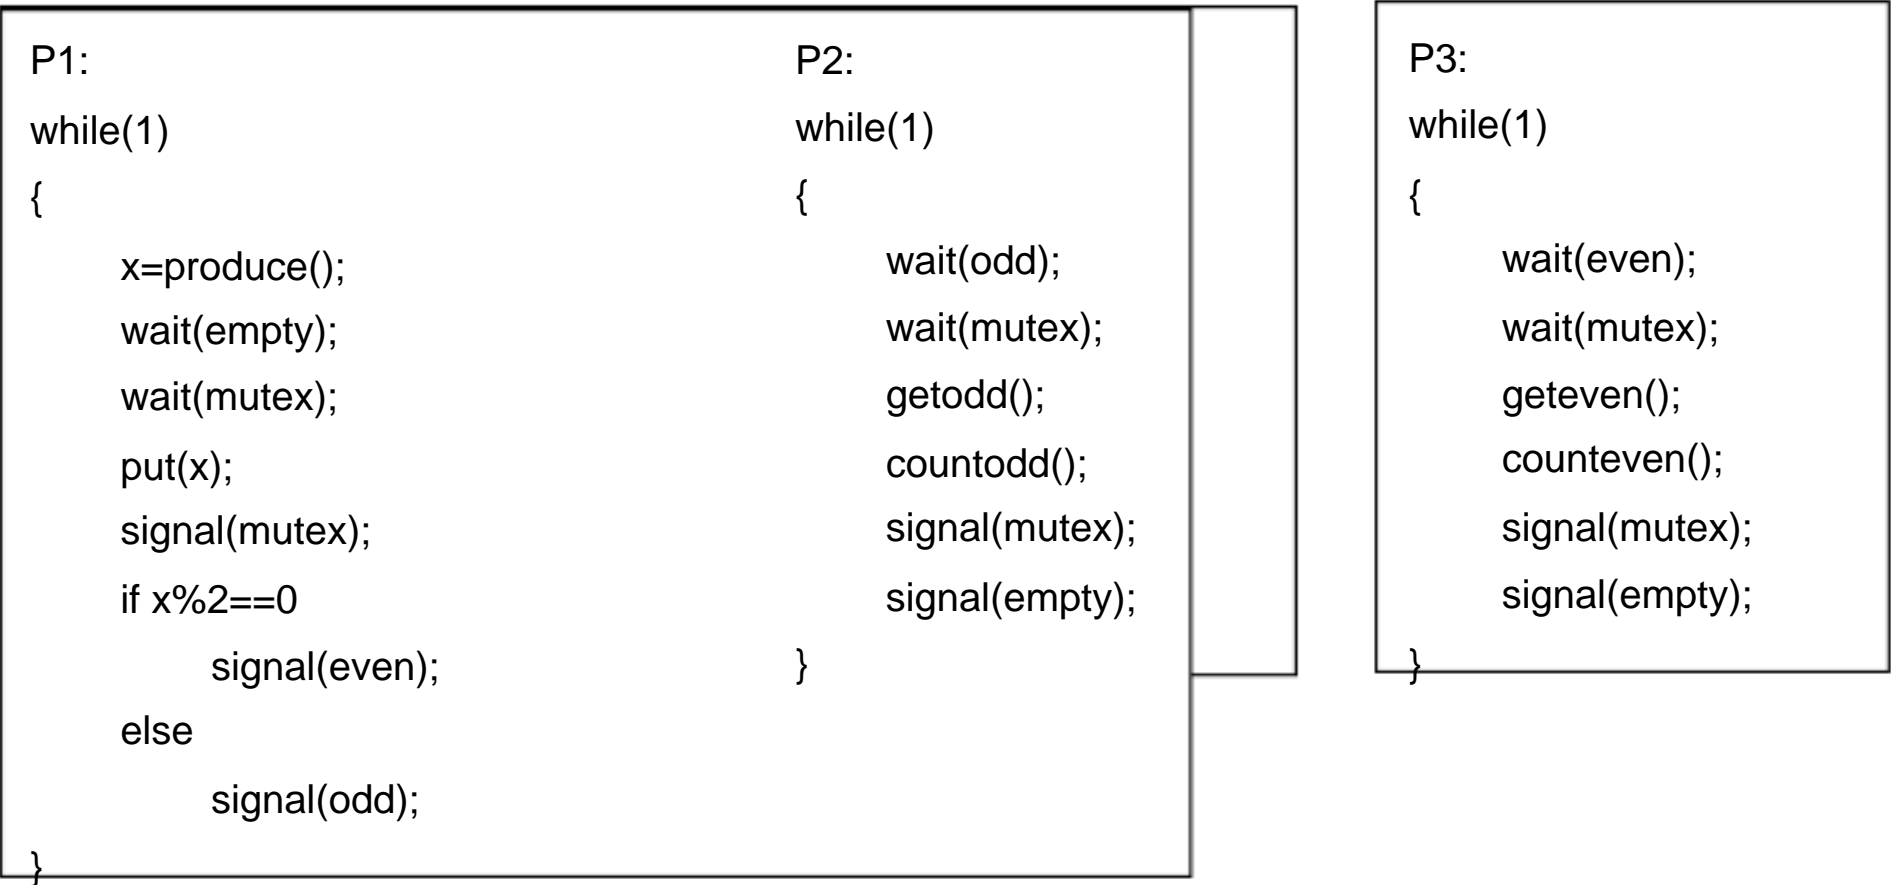 P1:
while(1)
{
x=produce();
wait(empty);
wait(mutex);
put(x);
signal(mutex);
if x%2==0
signal(even);
else
signal(odd);
}
P2:
while(1)
{
wait(odd);
wait(mutex);
getodd();
countodd();
signal(mutex);
signal(empty);
}
P3:
while(1)
{
wait(even);
wait(mutex);
geteven();
counteven();
signal(mutex);
signal(empty);
}